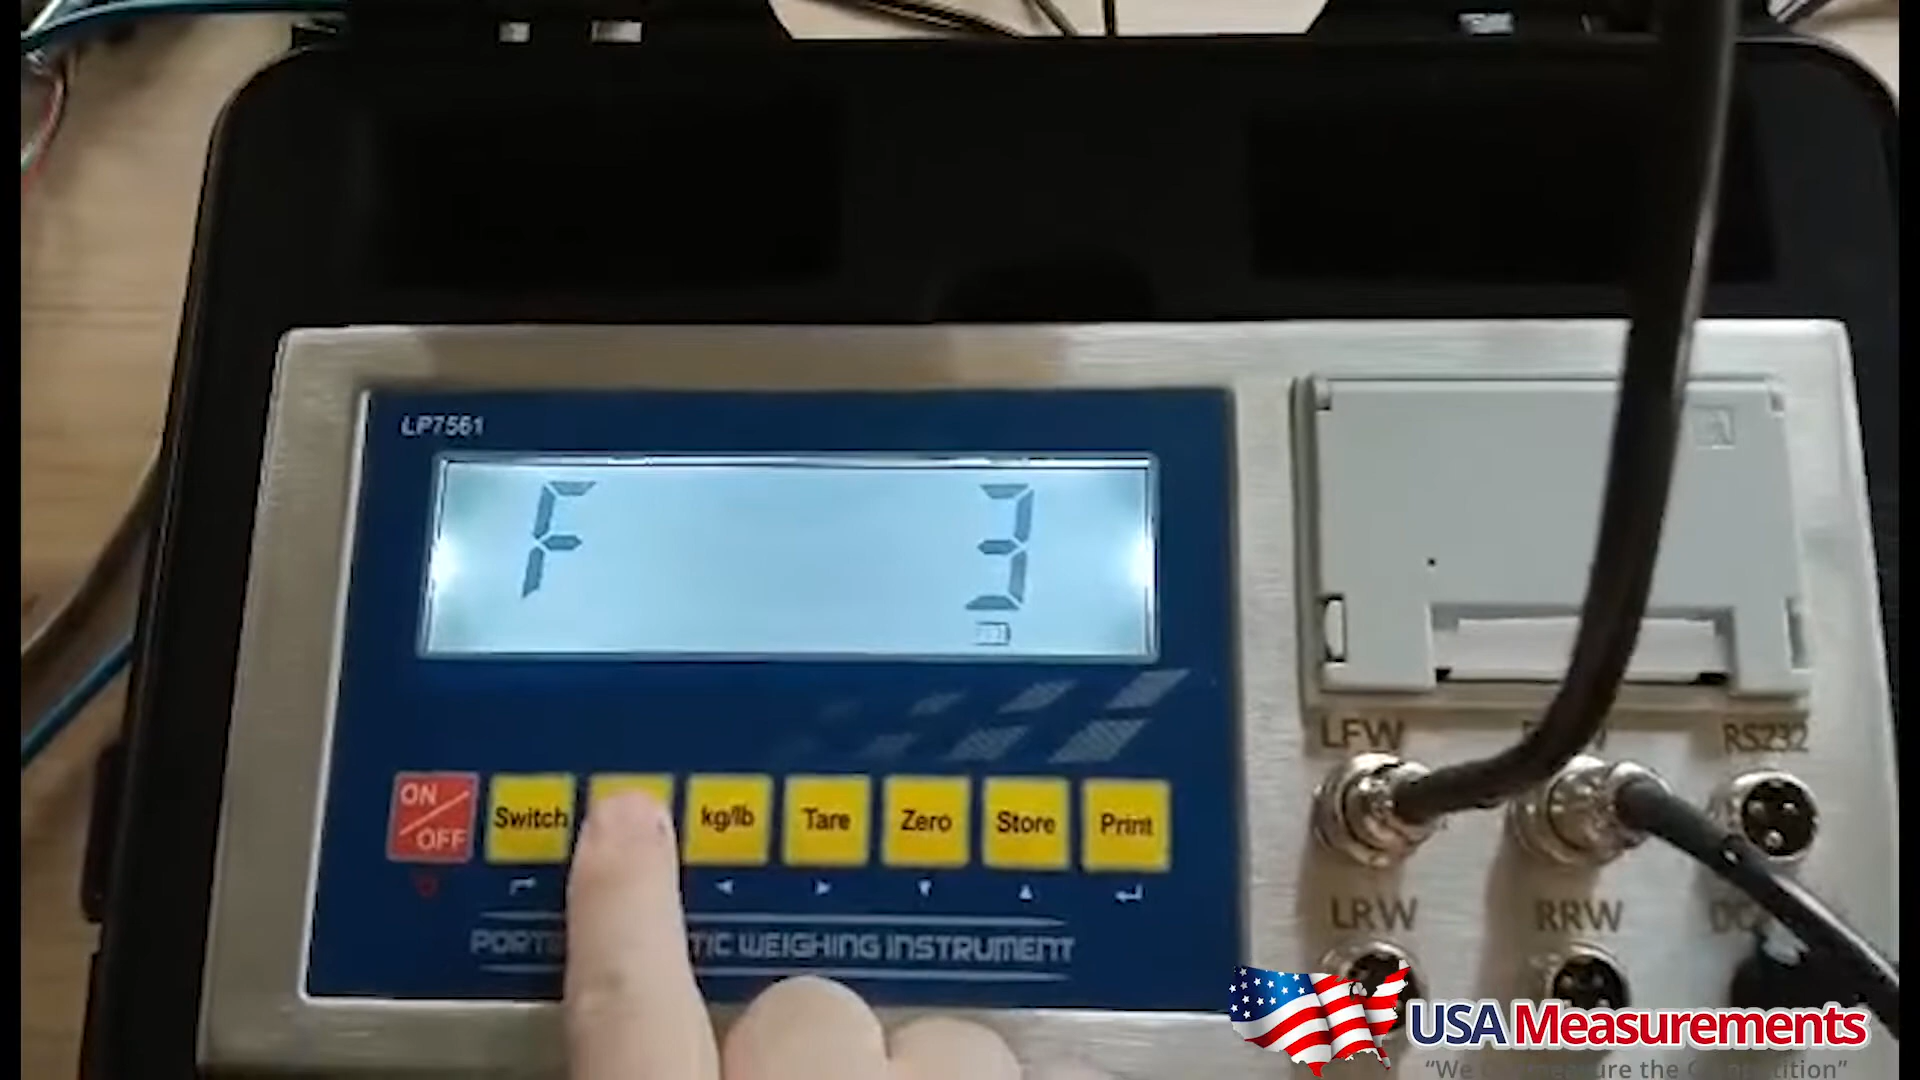 LP7561
F 3
ON
OFF
Switch
kg/lb
Tare
Zero
Store
Print
LFW
RS232
LRW
RRW
WEIGHING INSTRUMENT
USA Measurements